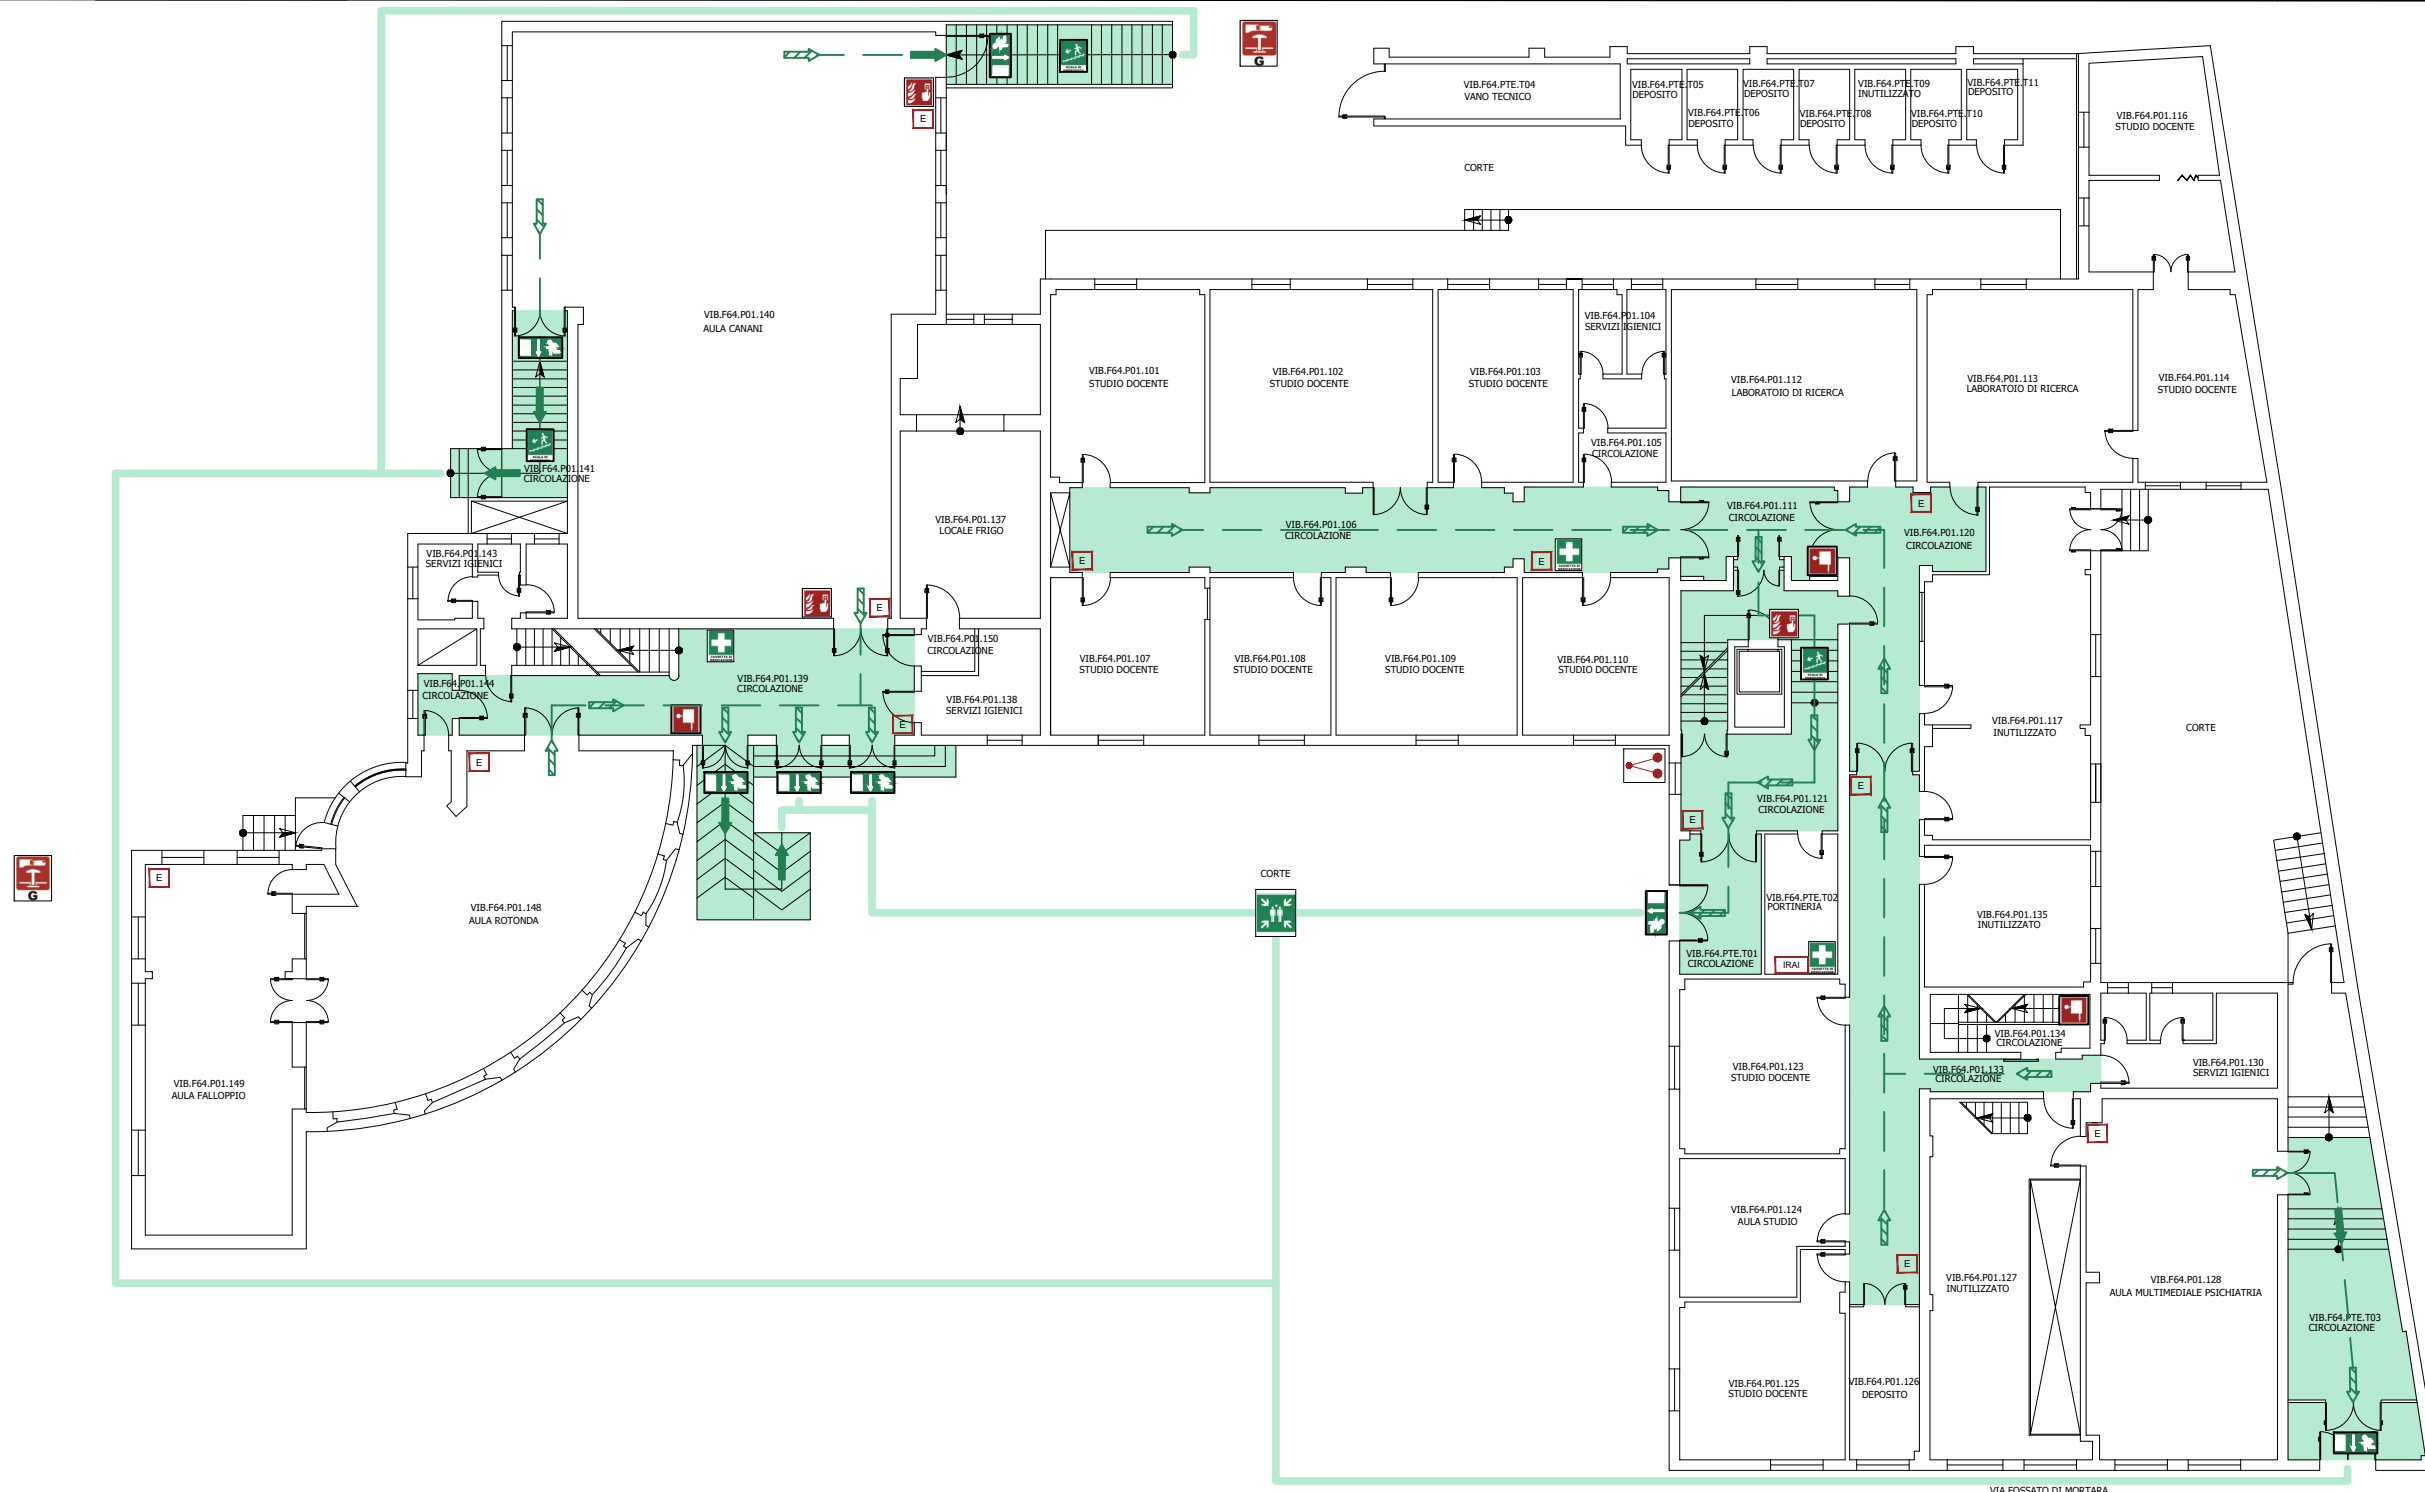 G
VIB.F64.PTE.T04
VANO TECNICO
VIB.F64.PTE.T05
DEPOSITO
VIB.F64.PTE.T06
DEPOSITO
VIB.F64.PTE.T07
DEPOSITO
VIB.F64.PTE.T08
DEPOSITO
VIB.F64.PTE.T09
INUTILIZZATO
VIB.F64.PTE.T10
DEPOSITO
VIB.F64.PTE.T11
DEPOSITO
VIB.F64.P01.116
STUDIO DOCENTE
E
CORTE
VIB.F64.P01.140
AULA CANANI
VIB.F64.P01.104
SERVIZI IGIENICI
VIB.F64.P01.101
STUDIO DOCENTE
VIB.F64.P01.102
STUDIO DOCENTE
VIB.F64.P01.103
STUDIO DOCENTE
VIB.F64.P01.112
LABORATOIO DI RICERCA
VIB.F64.P01.113
LABORATOIO DI RICERCA
VIB.F64.P01.114
STUDIO DOCENTE
VIB.F64.P01.105
CIRCOLAZIONE
VIB.F64.P01.141
CIRCOLAZIONE
VIB.F64.P01.137
LOCALE FRIGO
VIB.F64.P01.106
CIRCOLAZIONE
VIB.F64.P01.111
CIRCOLAZIONE
E
VIB.F64.P01.120
CIRCOLAZIONE
VIB.F64.P01.143
SERVIZI IGIENICI
E
E
E
VIB.F64.P01.150
CIRCOLAZIONE
VIB.F64.P01.107
STUDIO DOCENTE
VIB.F64.P01.108
STUDIO DOCENTE
VIB.F64.P01.109
STUDIO DOCENTE
VIB.F64.P01.110
STUDIO DOCENTE
VIB.F64.P01.144
CIRCOLAZIONE
VIB.F64.P01.139
CIRCOLAZIONE
VIB.F64.P01.138
SERVIZI IGIENICI
E
VIB.F64.P01.117
INUTILIZZATO
CORTE
E
E
VIB.F64.P01.121
CIRCOLAZIONE
E
G
E
CORTE
VIB.F64.P01.148
AULA ROTONDA
VIB.F64.PTE.T02
PORTINERIA
VIB.F64.P01.135
INUTILIZZATO
VIB.F64.PTE.T01
CIRCOLAZIONE
IRAI
VIB.F64.P01.134
CIRCOLAZIONE
VIB.F64.P01.123
STUDIO DOCENTE
VIB.F64.P01.133
CIRCOLAZIONE
VIB.F64.P01.130
SERVIZI IGIENICI
VIB.F64.P01.149
AULA FALLOPPIO
E
VIB.F64.P01.124
AULA STUDIO
E
VIB.F64.P01.127
INUTILIZZATO
VIB.F64.P01.128
AULA MULTIMEDIALE PSICHIATRIA
VIB.F64.PTE.T03
CIRCOLAZIONE
VIB.F64.P01.125
STUDIO DOCENTE
VIB.F64.P01.126
DEPOSITO
VIA FOSSATO DI MORTARA